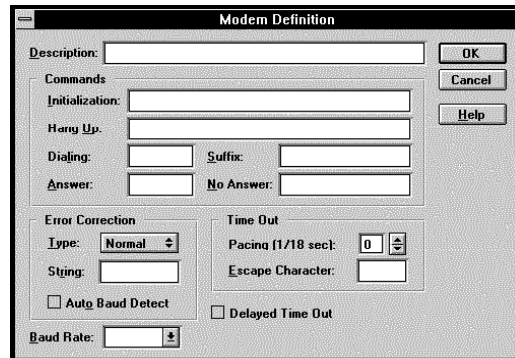 Modem Definition
Description:
OK
Commands
Cancel
Initialization:
Hang Up.
Help
Dialing:
Suffix:
Answer:
No Answer:
Error Correction
Time Out
Type: Normal
Pacing (1/18 sec): 0
String:
Escape Character:
Auto Baud Detect
Delayed Time Out
Baud Rate: